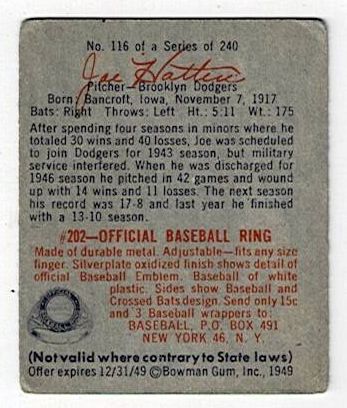 No. 116 of a Series of 240
Joe Hatten
Pitcher—Brooklyn Dodgers
Born: Bancroft, Iowa, November 7, 1917
Bats: Right Throws: Left Ht.: 5:11 Wt.: 175
After spending four seasons in minors where he
totaled 30 wins and 40 losses, Joe was scheduled
to join Dodgers for 1943 season, but military
service interfered. When he was discharged for
1946 season he pitched in 42 games and wound
up with 14 wins and 11 losses. The next season
his record was 17-8 and last year he finished
with a 13-10 season.
#202—OFFICIAL BASEBALL RING
Made of durable metal. Adjustable—fits any size
finger. Silverplate oxidized finish shows detail of
official Baseball Emblem. Baseball of white
plastic. Sides show Baseball and
Crossed Bats design. Send only 15c
and 3 Baseball wrappers to:
BASEBALL, P.O. BOX 491
NEW YORK 46, N. Y.
(Not valid where contrary to State laws)
Offer expires 12/31/49 ©Bowman Gum, Inc., 1949